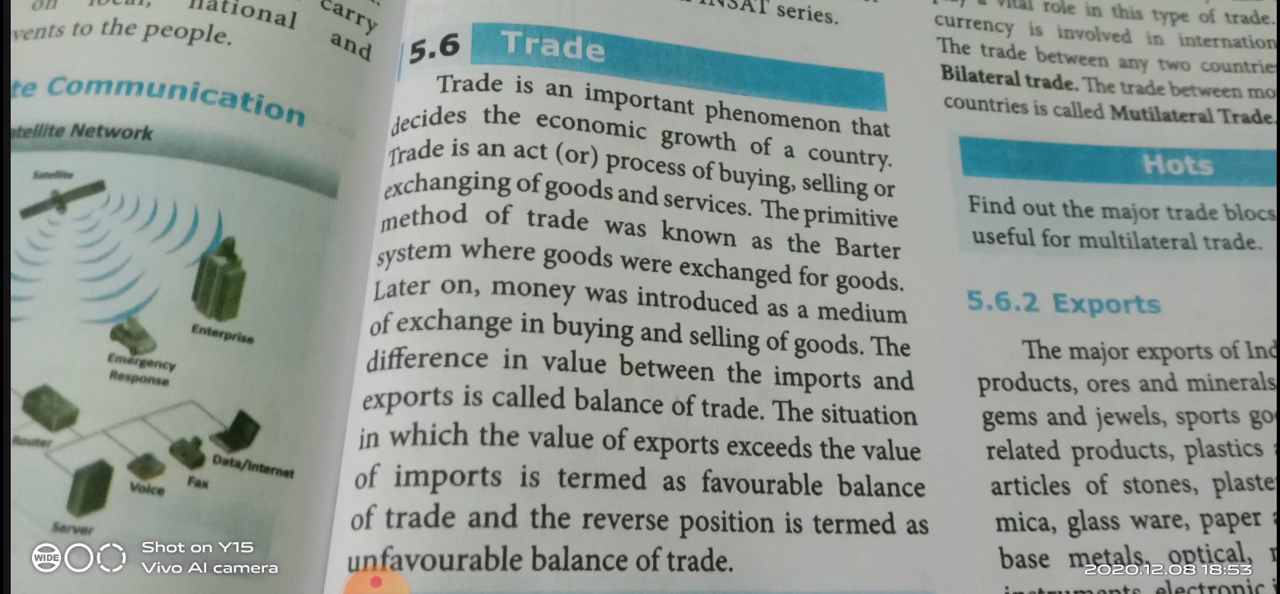 on local, national and
vents to the people.
carry
te Communication
tellite Network
Satellite
Enterprise
Emergency
Response
Router
Data/Internet
Fax
Voice
Server
INSAT series.
5.6 Trade
Trade is an important phenomenon that
decides the economic growth of a country.
Trade is an act (or) process of buying, selling or
exchanging of goods and services. The primitive
method of trade was known as the Barter
system where goods were exchanged for goods.
Later on, money was introduced as a medium
of exchange in buying and selling of goods. The
difference in value between the imports and
exports is called balance of trade. The situation
in which the value of exports exceeds the value
of imports is termed as favourable balance
of trade and the reverse position is termed as
unfavourable balance of trade.
a vital role in this type of trade.
currency is involved in internation
The trade between any two countrie
Bilateral trade. The trade between mo
countries is called Mutilateral Trade.
Hots
Find out the major trade blocs
useful for multilateral trade.
5.6.2 Exports
The major exports of Ind
products, ores and minerals
gems and jewels, sports go
related products, plastics
articles of stones, plaste
mica, glass ware, paper
base metals, optical,
electronic
WIDE
Shot on Y15
Vivo AI camera
2020.12.08 18:53